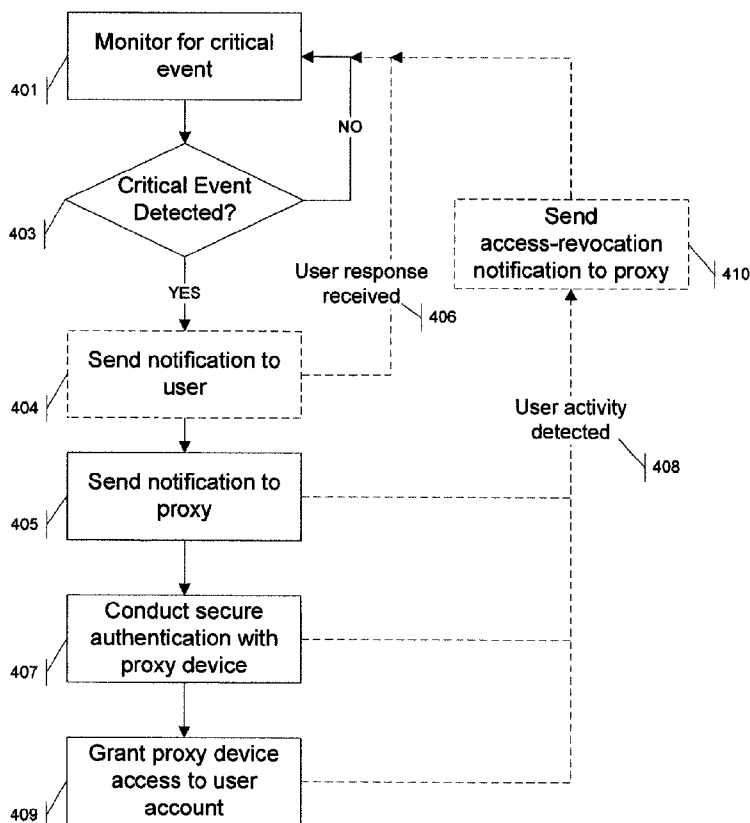 Monitor for critical
event
401
NO
Critical Event
Detected?
403
Send
access-revocation
notification to proxy
410
YES
User response
received
406
Send notification to
user
404
User activity
detected
408
Send notification to
proxy
405
Conduct secure
authentication with
proxy device
407
Grant proxy device
access to user
account
409